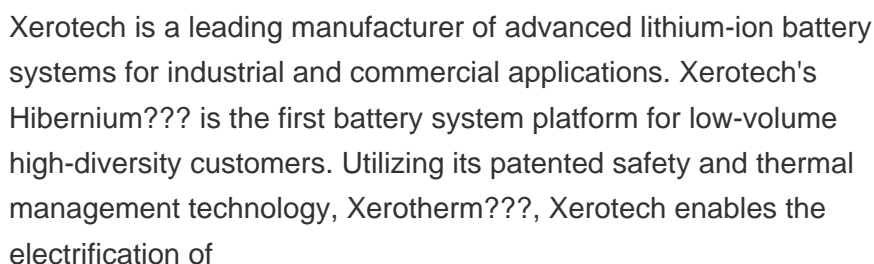 Xerotech is a leading manufacturer of advanced lithium-ion battery
systems for industrial and commercial applications. Xerotech's
Hibernium??? is the first battery system platform for low-volume
high-diversity customers. Utilizing its patented safety and thermal
management technology, Xerotherm???, Xerotech enables the
electrification of